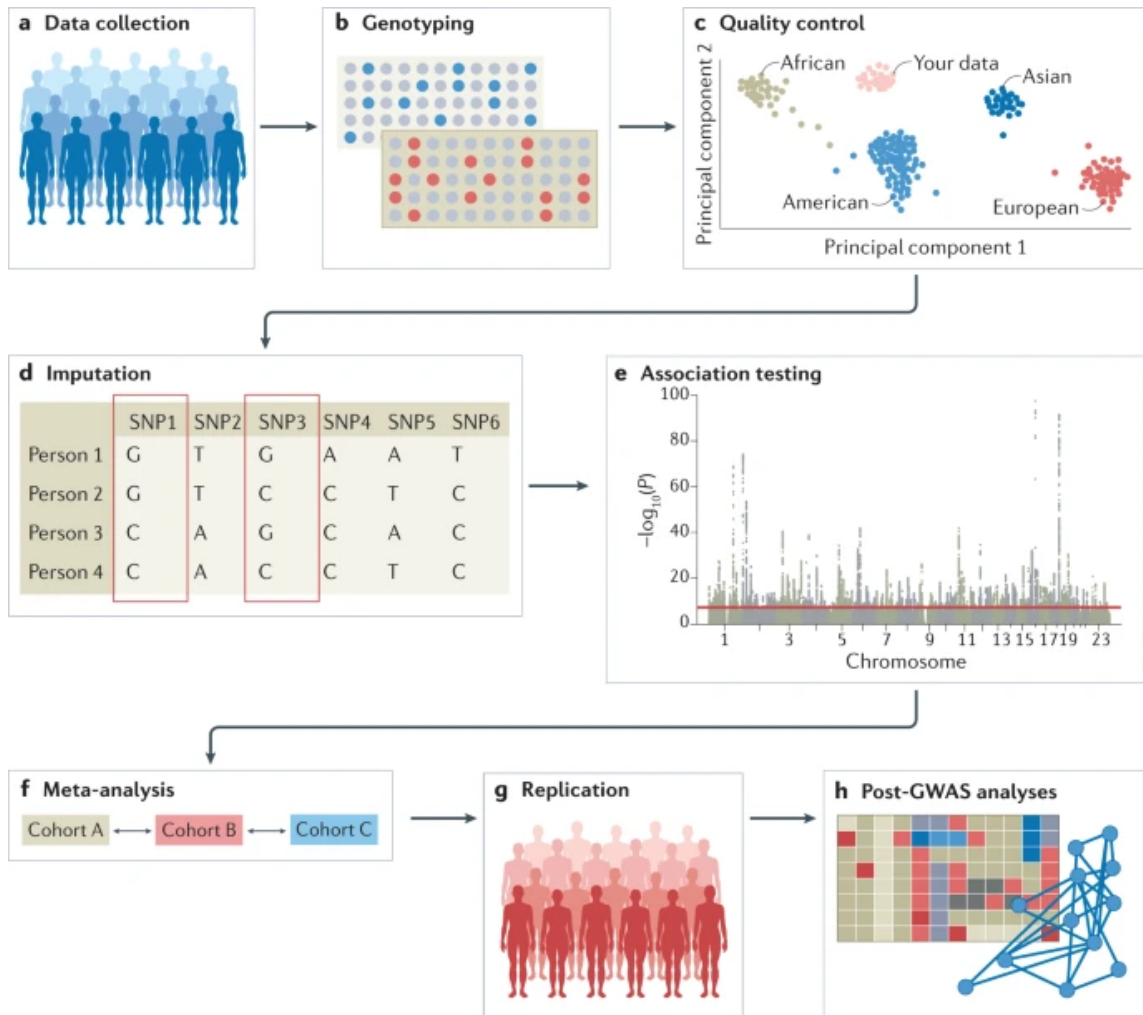 a Data collection
b Genotyping
c Quality control
Principal component 2
African
Your data
Asian
American
European
Principal component 1
d Imputation
SNP1 SNP2 SNP3 SNP4 SNP5 SNP6
Person 1 G T G A A T
Person 2 G T C C T C
Person 3 C A G C A C
Person 4 C A C C T C
e Association testing
−log10(P)
100
80
60
40
20
0
1 3 5 7 9 11 13 15 17 19 23
Chromosome
f Meta-analysis
Cohort A Cohort B Cohort C
g Replication
h Post-GWAS analyses